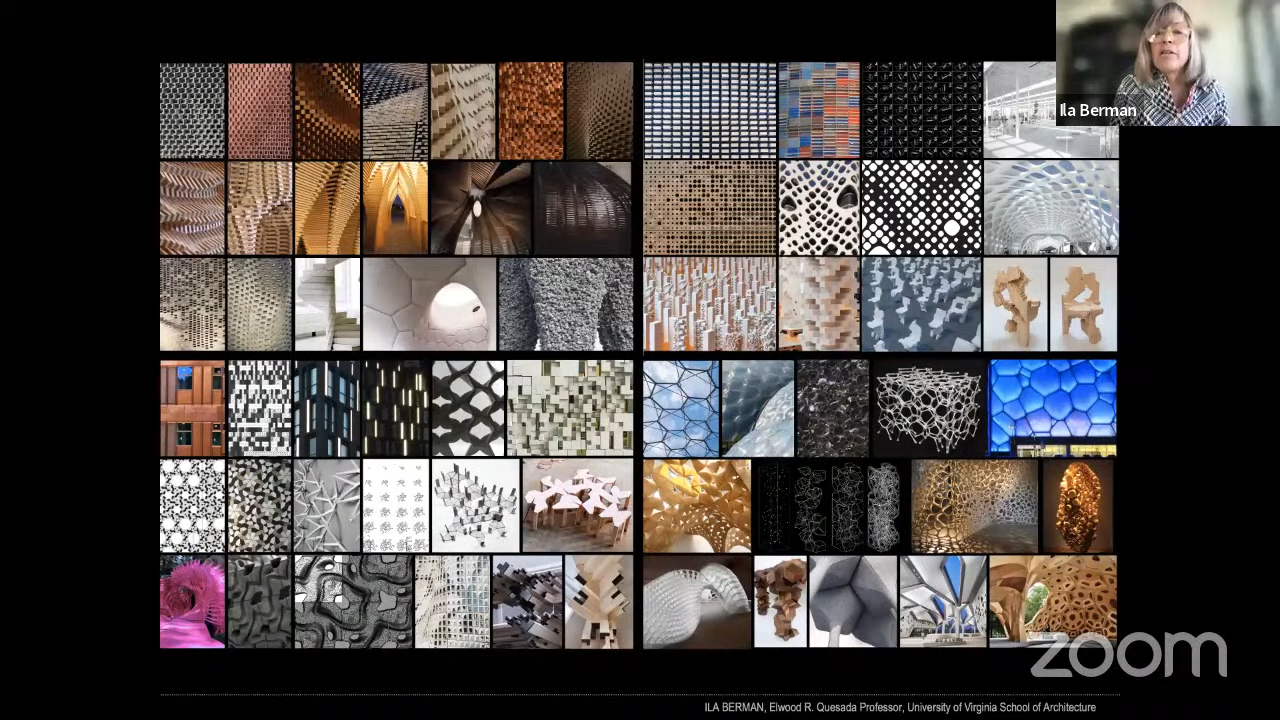 Ila Berman
zoom
ILA BERMAN, Elwood R. Quesada Professor, University of Virginia School of Architecture